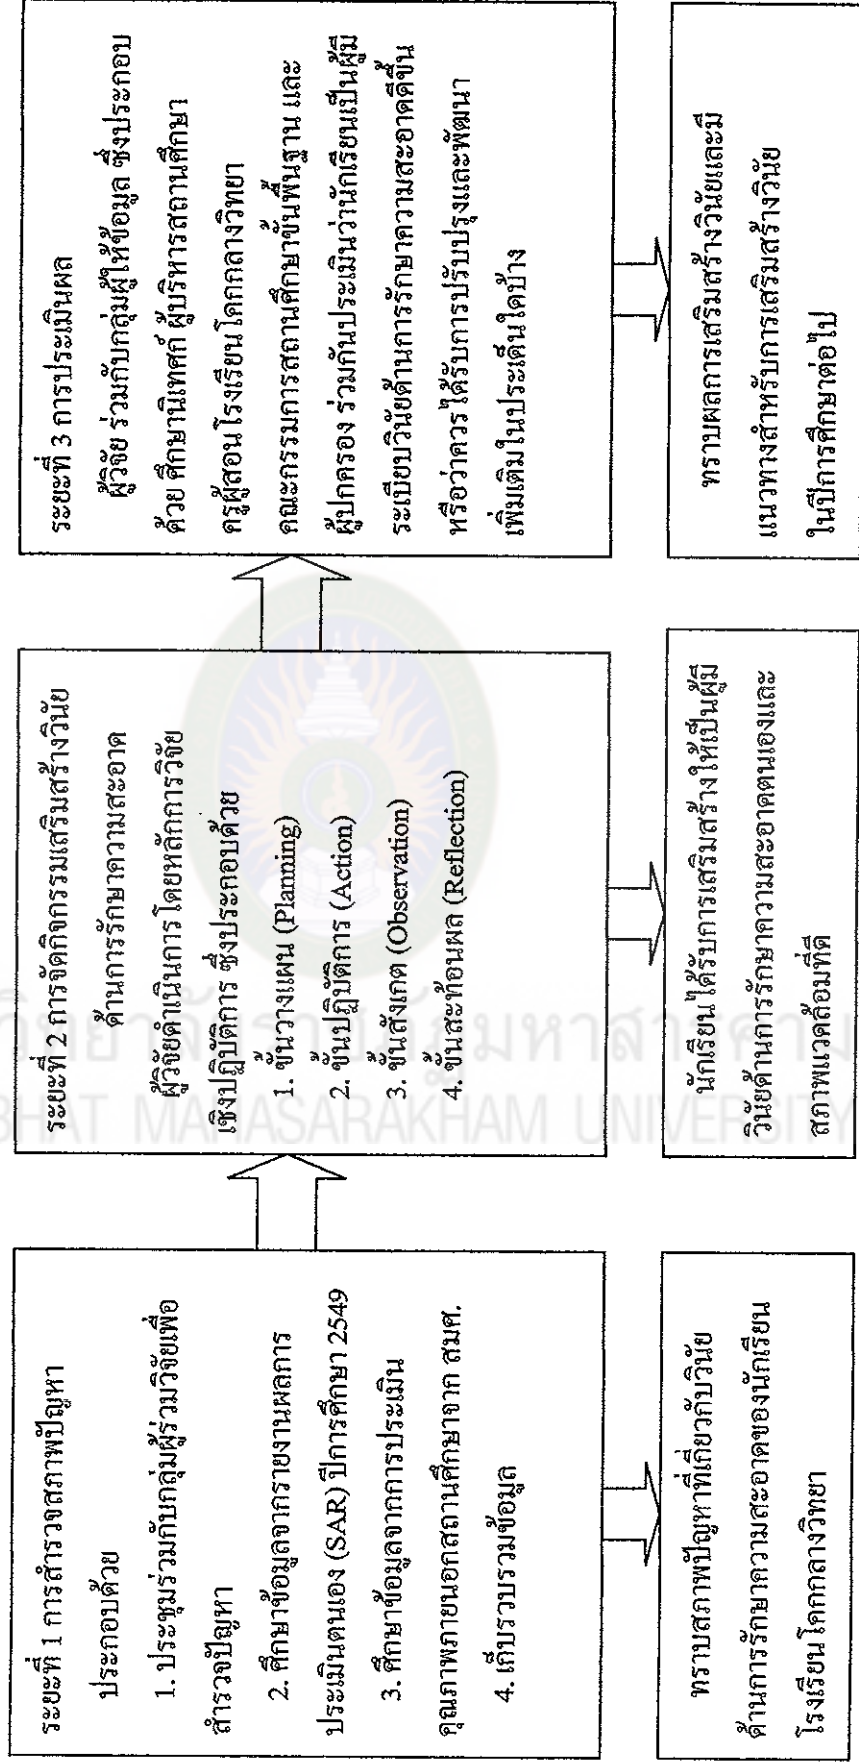 ระยะที่ 1 การสำรวจสภาพปัญหา
ประกอบด้วย
1. ประชุมร่วมกับกลุ่มผู้ร่วมวิจัยเพื่อ
สำรวจปัญหา
2. ศึกษาข้อมูลจากรายงานผลการ
ประเมินตนเอง (SAR) ปีการศึกษา 2549
3. ศึกษาข้อมูลจากการประเมิน
คุณภาพภายนอกสถานศึกษาจาก สมศ.
4. เก็บรวบรวมข้อมูล
ทราบสภาพปัญหาที่เกี่ยวกับวินัย
ด้านการรักษาความสะอาดของนักเรียน
โรงเรียนโคกกลางวิทยา
ระยะที่ 2 การจัดกิจกรรมเสริมสร้างวินัย
ด้านการรักษาความสะอาด
ผู้วิจัยดำเนินการโดยหลักการวิจัย
เชิงปฏิบัติการ ซึ่งประกอบด้วย
1. ขั้นวางแผน (Planning)
2. ขั้นปฏิบัติการ (Action)
3. ขั้นสังเกต (Observation)
4. ขั้นสะท้อนผล (Reflection)
นักเรียนได้รับการเสริมสร้างให้เป็นผู้มี
วินัยด้านการรักษาความสะอาดตนเองและ
สภาพแวดล้อมที่ดี
ระยะที่ 3 การประเมินผล
ผู้วิจัย ร่วมกับกลุ่มผู้ให้ข้อมูล ซึ่งประกอบ
ด้วย ศึกษานิเทศก์ ผู้บริหารสถานศึกษา
ครูผู้สอนโรงเรียนโคกกลางวิทยา
คณะกรรมการสถานศึกษาขั้นพื้นฐาน และ
ผู้ปกครอง ร่วมกันประเมินว่านักเรียนเป็นผู้มี
ระเบียบวินัยด้านการรักษาความสะอาดดีขึ้น
หรือว่าควรได้รับการปรับปรุงและพัฒนา
เพิ่มเติมในประเด็นใดบ้าง
ทราบผลการเสริมสร้างวินัยและมี
แนวทางสำหรับการเสริมสร้างวินัย
ในปีการศึกษาต่อไป
วิทยาลัยราชภัฏมหาสารคาม
BHAT MAHASARAKHAM UNIVERSITY